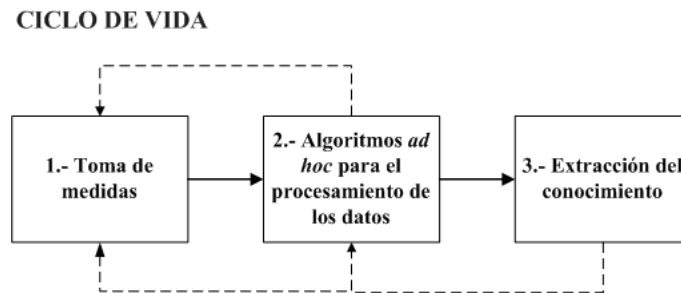 CICLO DE VIDA
1.- Toma de
medidas
2.- Algoritmos ad
hoc para el
procesamiento de
los datos
3.- Extracción del
conocimiento